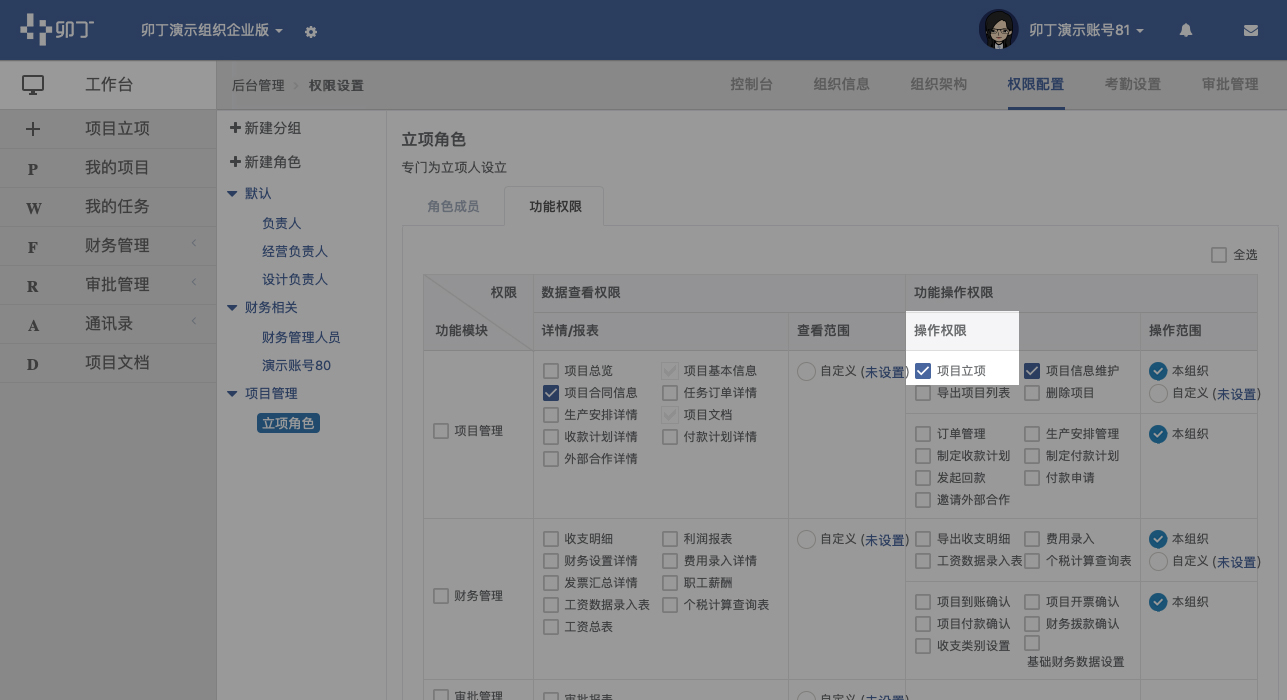 卯丁
卯丁演示组织企业版
卯丁演示账号81
工作台
后台管理 权限设置
控制台 组织信息 组织架构 权限配置 考勤设置 审批管理
项目立项
P 我的项目
W 我的任务
F 财务管理
R 审批管理
A 通讯录
D 项目文档
新建分组
新建角色
默认
负责人
经营负责人
设计负责人
财务相关
财务管理人员
演示账号80
项目管理
立项角色
立项角色
专门为立项人设立
角色成员 功能权限
全选
权限 数据查看权限 功能操作权限
功能模块 详情/报表 查看范围 操作权限 操作范围
项目管理
项目总览 项目基本信息
项目合同信息 任务订单详情
生产安排详情 项目文档
收款计划详情 付款计划详情
外部合作详情
自定义 (未设置)
项目立项 项目信息维护
导出项目列表 删除项目
本组织
自定义 (未设置)
订单管理 生产安排管理
制定收款计划 制定付款计划
发起回款 付款申请
邀请外部合作
本组织
财务管理
收支明细 利润报表
财务设置详情 费用录入详情
发票汇总详情 职工薪酬
工资数据录入表 个税计算查询表
工资总表
自定义 (未设置)
导出收支明细 费用录入
工资数据录入表 个税计算查询表
本组织
自定义 (未设置)
项目到账确认 项目开票确认
项目付款确认 财务拨款确认
收支类别设置
基础财务数据设置
本组织
审批管理 审批报表 自定义 (未设置)